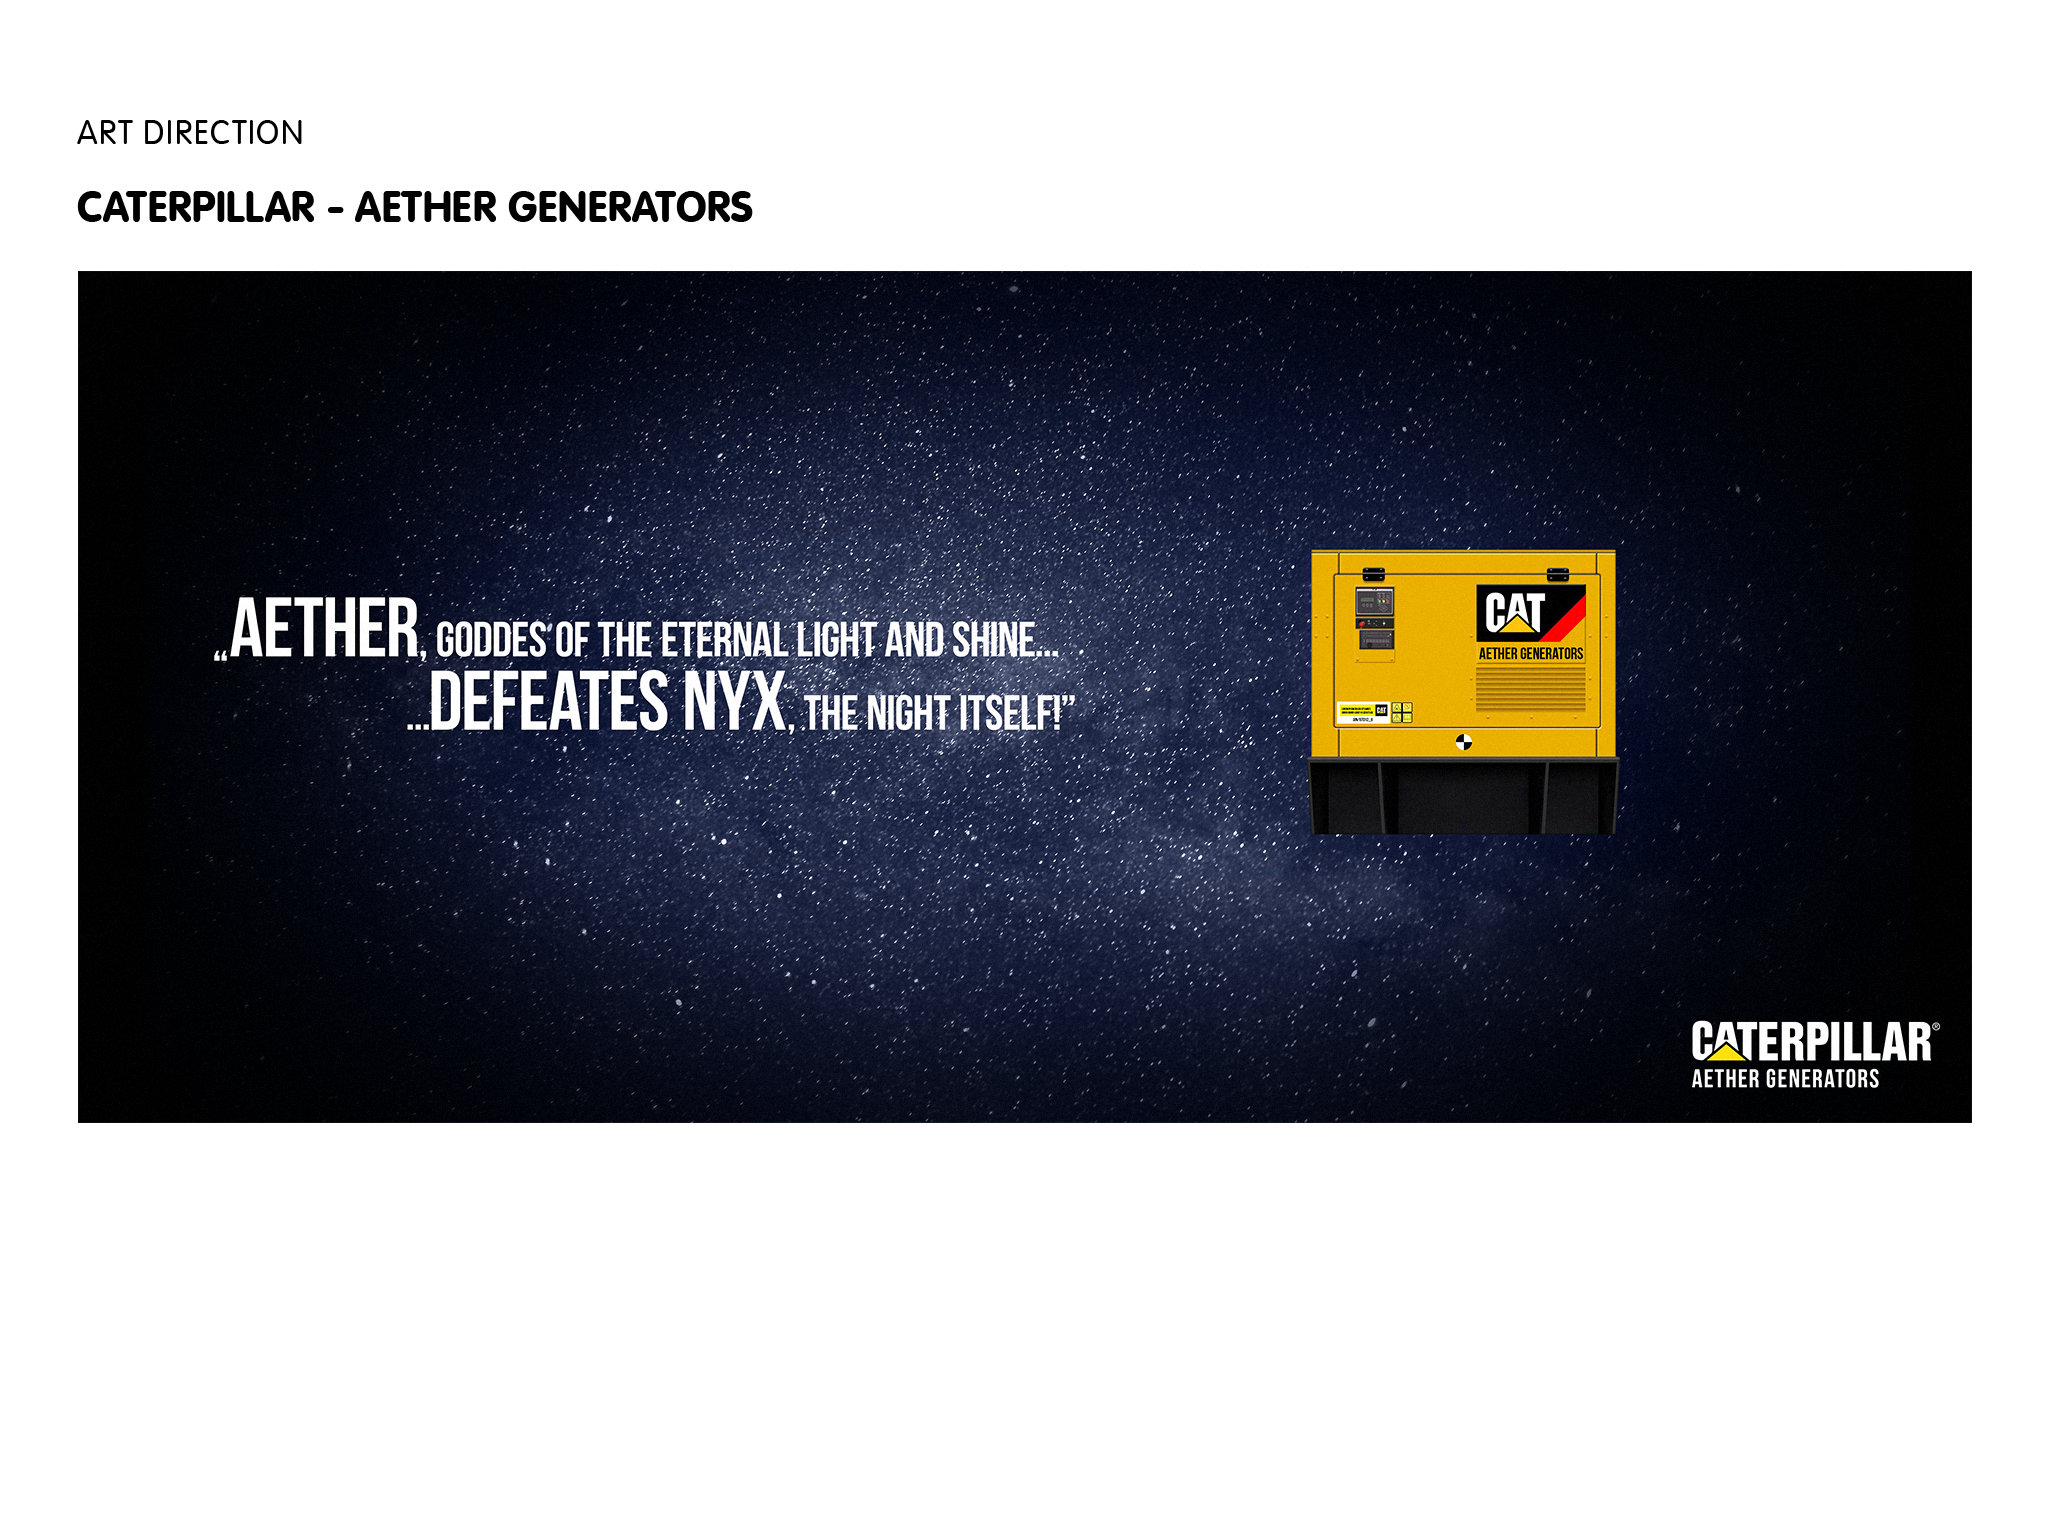 ART DIRECTION
CATERPILLAR - AETHER GENERATORS
„AETHER, GODDES OF THE ETERNAL LIGHT AND SHINE...
...DEFEATES NYX, THE NIGHT ITSELF!”
CAT
AETHER GENERATORS
CAT
CATERPILLAR®
AETHER GENERATORS